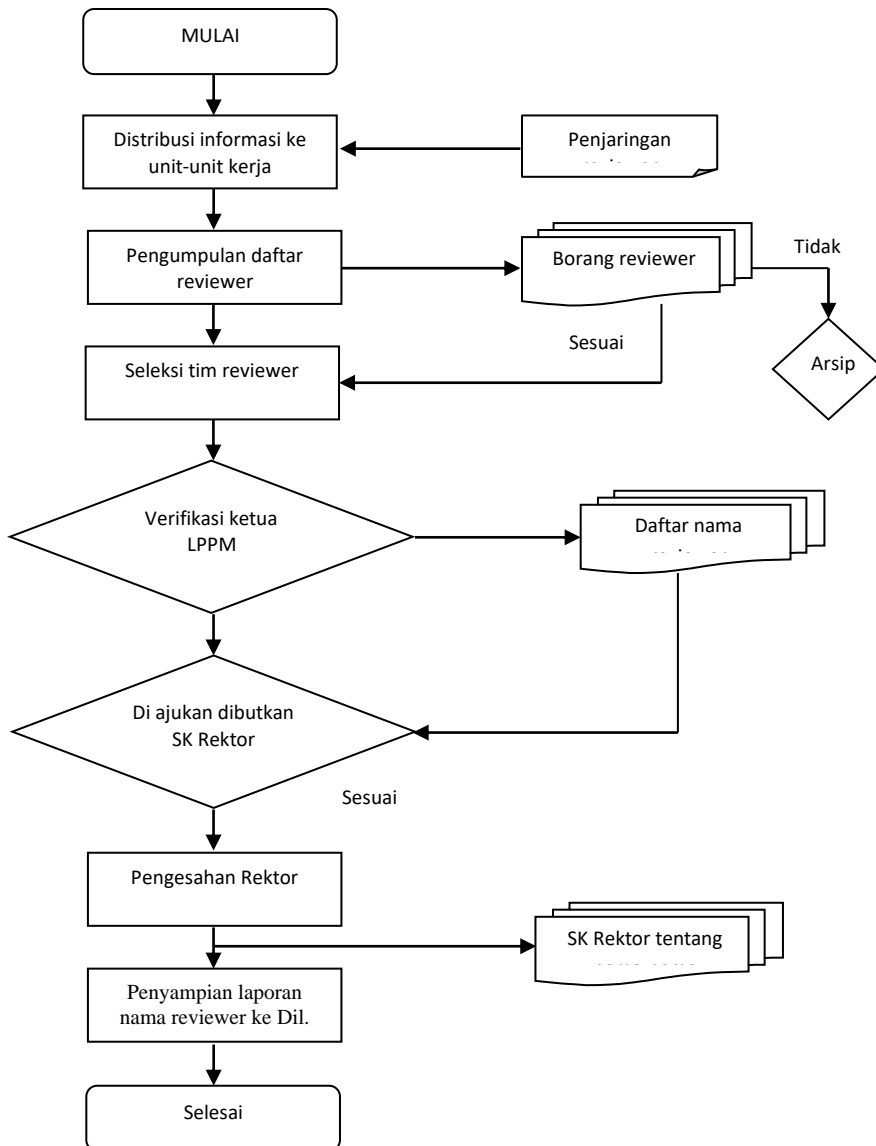 MULAI
Distribusi informasi ke
unit-unit kerja
Penjaringan
Pengumpulan daftar
reviewer
Borang reviewer
Tidak
Sesuai
Arsip
Seleksi tim reviewer
Verifikasi ketua
LPPM
Daftar nama
Di ajukan dibutkan
SK Rektor
Sesuai
Pengesahan Rektor
SK Rektor tentang
Penyampian laporan
nama reviewer ke Dil.
Selesai